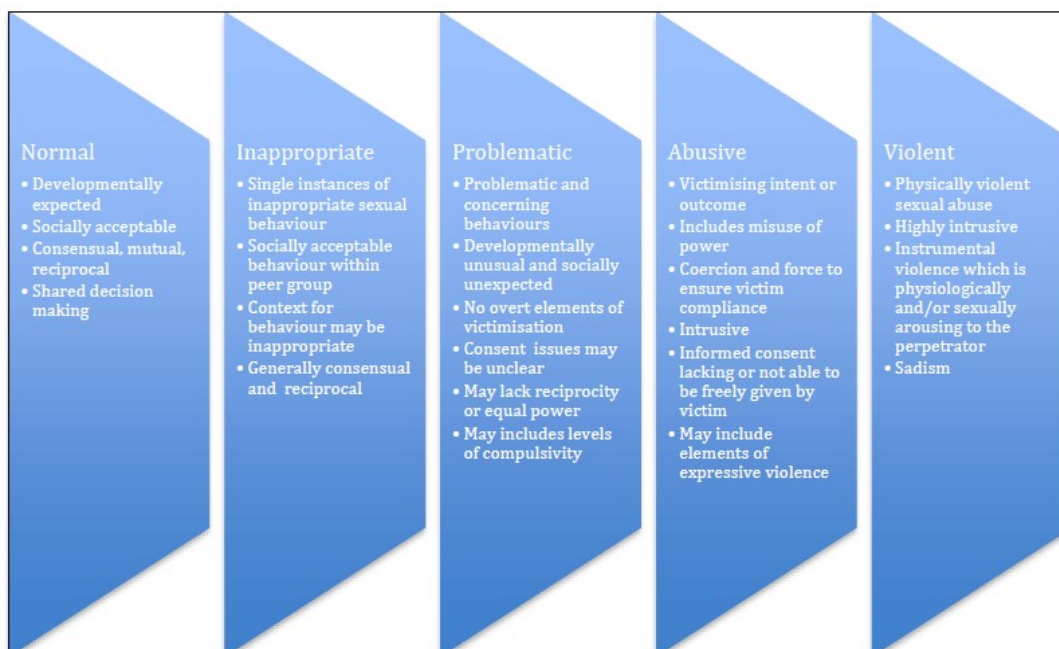 Normal
• Developmentally
expected
• Socially acceptable
• Consensual, mutual,
reciprocal
• Shared decision
making
Inappropriate
• Single instances of
inappropriate sexual
behaviour
• Socially acceptable
behaviour within
peer group
• Context for
behaviour may be
inappropriate
• Generally consensual
and reciprocal
Problematic
• Problematic and
concerning
behaviours
• Developmentally
unusual and socially
unexpected
• No overt elements of
victimisation
• Consent issues may
be unclear
• May lack reciprocity
or equal power
• May includes levels
of compulsivity
Abusive
• Victimising intent or
outcome
• Includes misuse of
power
• Coercion and force to
ensure victim
compliance
• Intrusive
• Informed consent
lacking or not able to
be freely given by
victim
• May include
elements of
expressive violence
Violent
• Physically violent
sexual abuse
• Highly intrusive
• Instrumental
violence which is
physiologically
and/or sexually
arousing to the
perpetrator
• Sadism